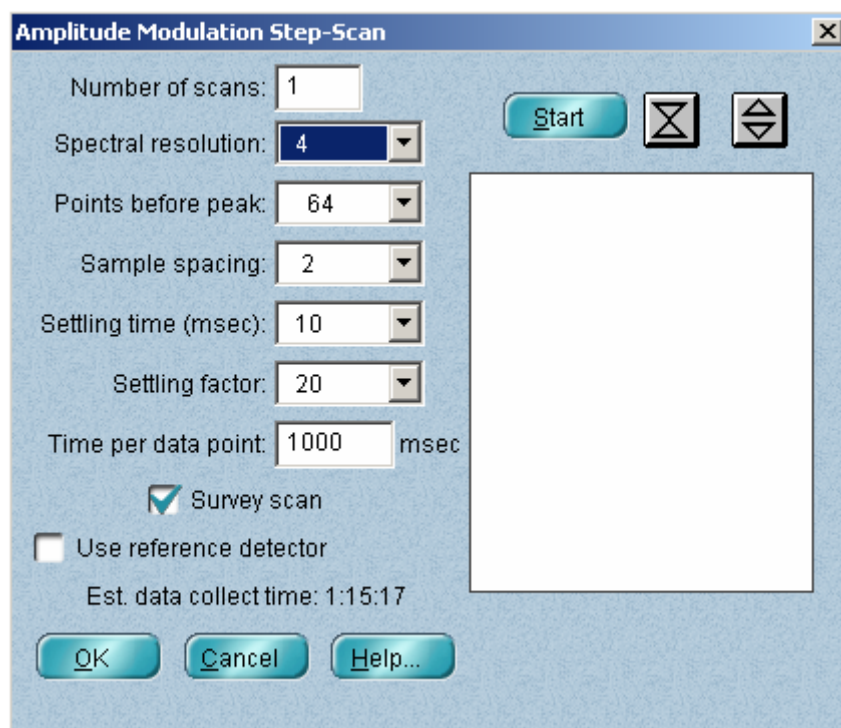 Amplitude Modulation Step-Scan
Number of scans: 1
Start
Spectral resolution: 4
Points before peak: 64
Sample spacing: 2
Settling time (msec): 10
Settling factor: 20
Time per data point: 1000 msec
Survey scan
Use reference detector
Est. data collect time: 1:15:17
OK Cancel Help...